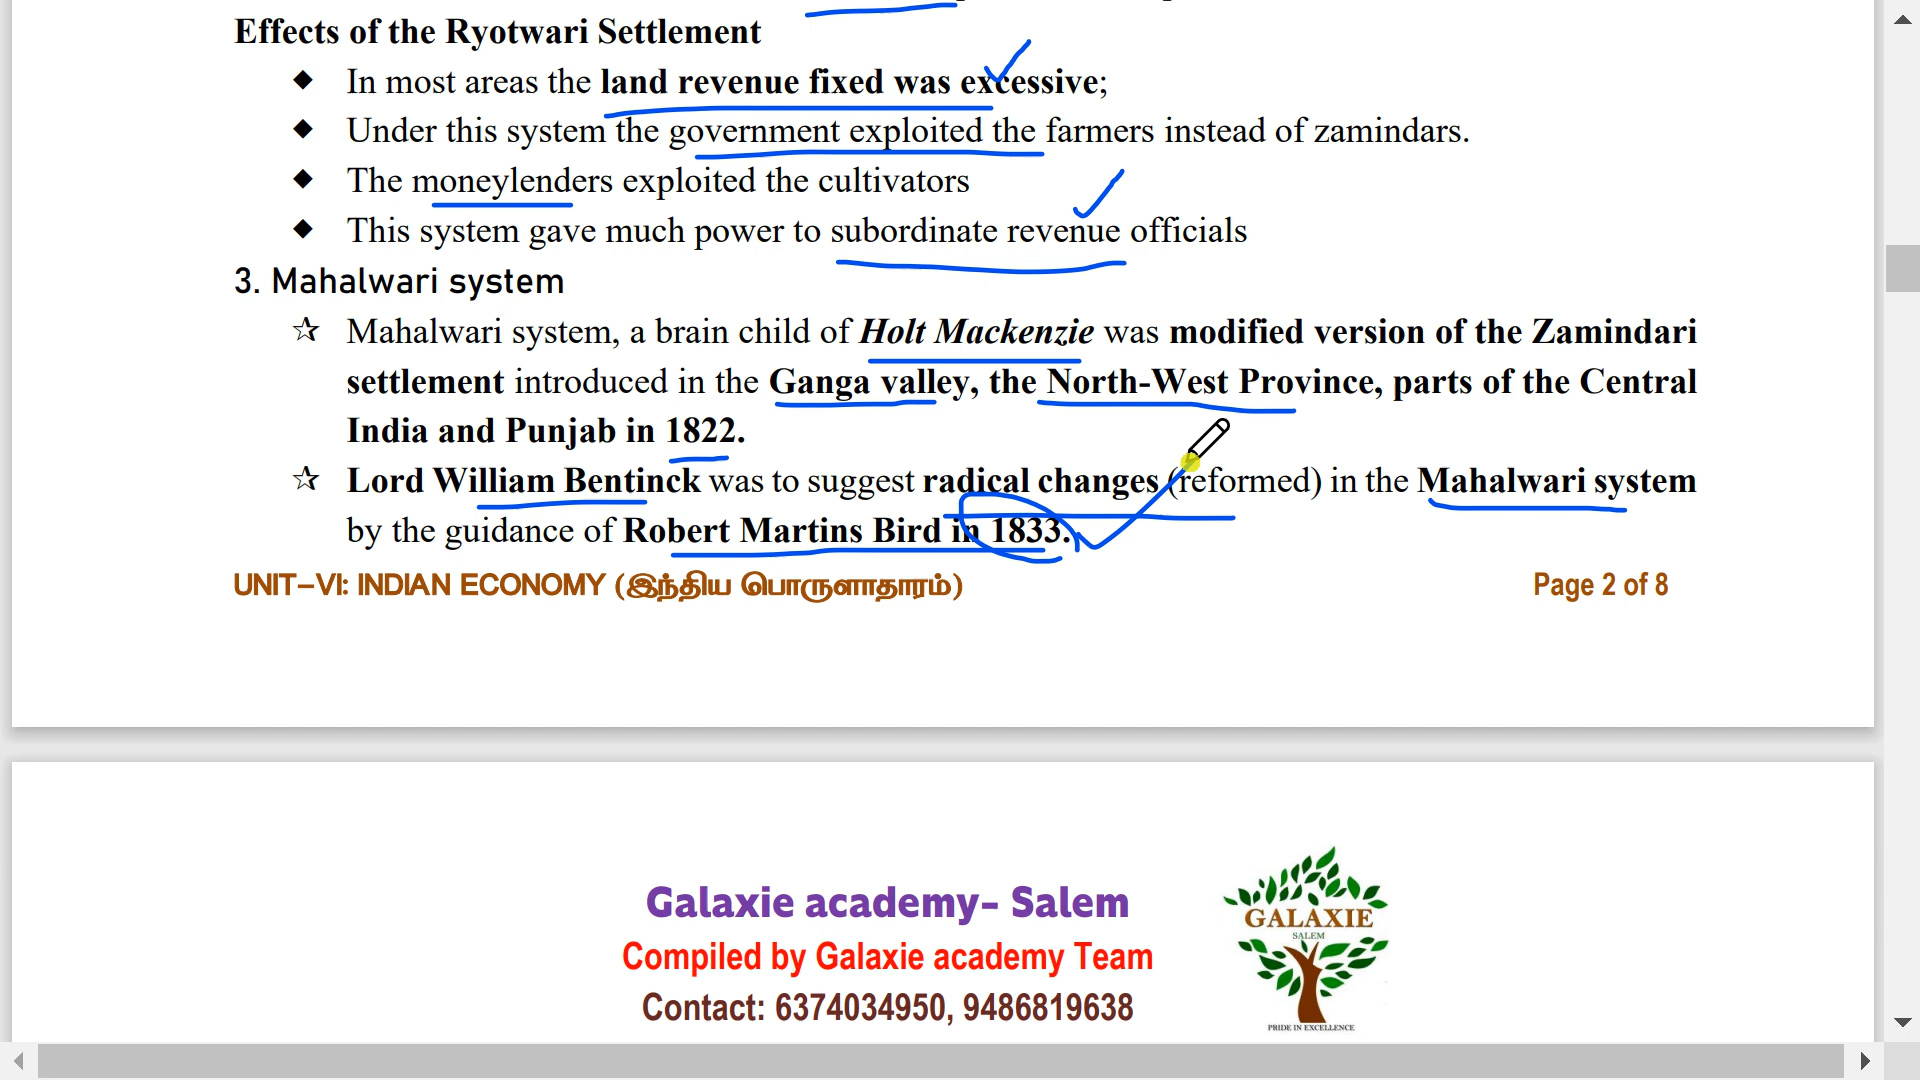 Effects of the Ryotwari Settlement
◆ In most areas the land revenue fixed was excessive;
◆ Under this system the government exploited the farmers instead of zamindars.
◆ The moneylenders exploited the cultivators
◆ This system gave much power to subordinate revenue officials
3. Mahalwari system
☆ Mahalwari system, a brain child of Holt Mackenzie was modified version of the Zamindari
settlement introduced in the Ganga valley, the North-West Province, parts of the Central
India and Punjab in 1822.
☆ Lord William Bentinck was to suggest radical changes (reformed) in the Mahalwari system
by the guidance of Robert Martins Bird in 1833.
UNIT–VI: INDIAN ECONOMY (இந்திய பொருளாதாரம்) Page 2 of 8
Galaxie academy- Salem
Compiled by Galaxie academy Team
Contact: 6374034950, 9486819638
GALAXIE
SALEM
PRIDE IN EXCELLENCE